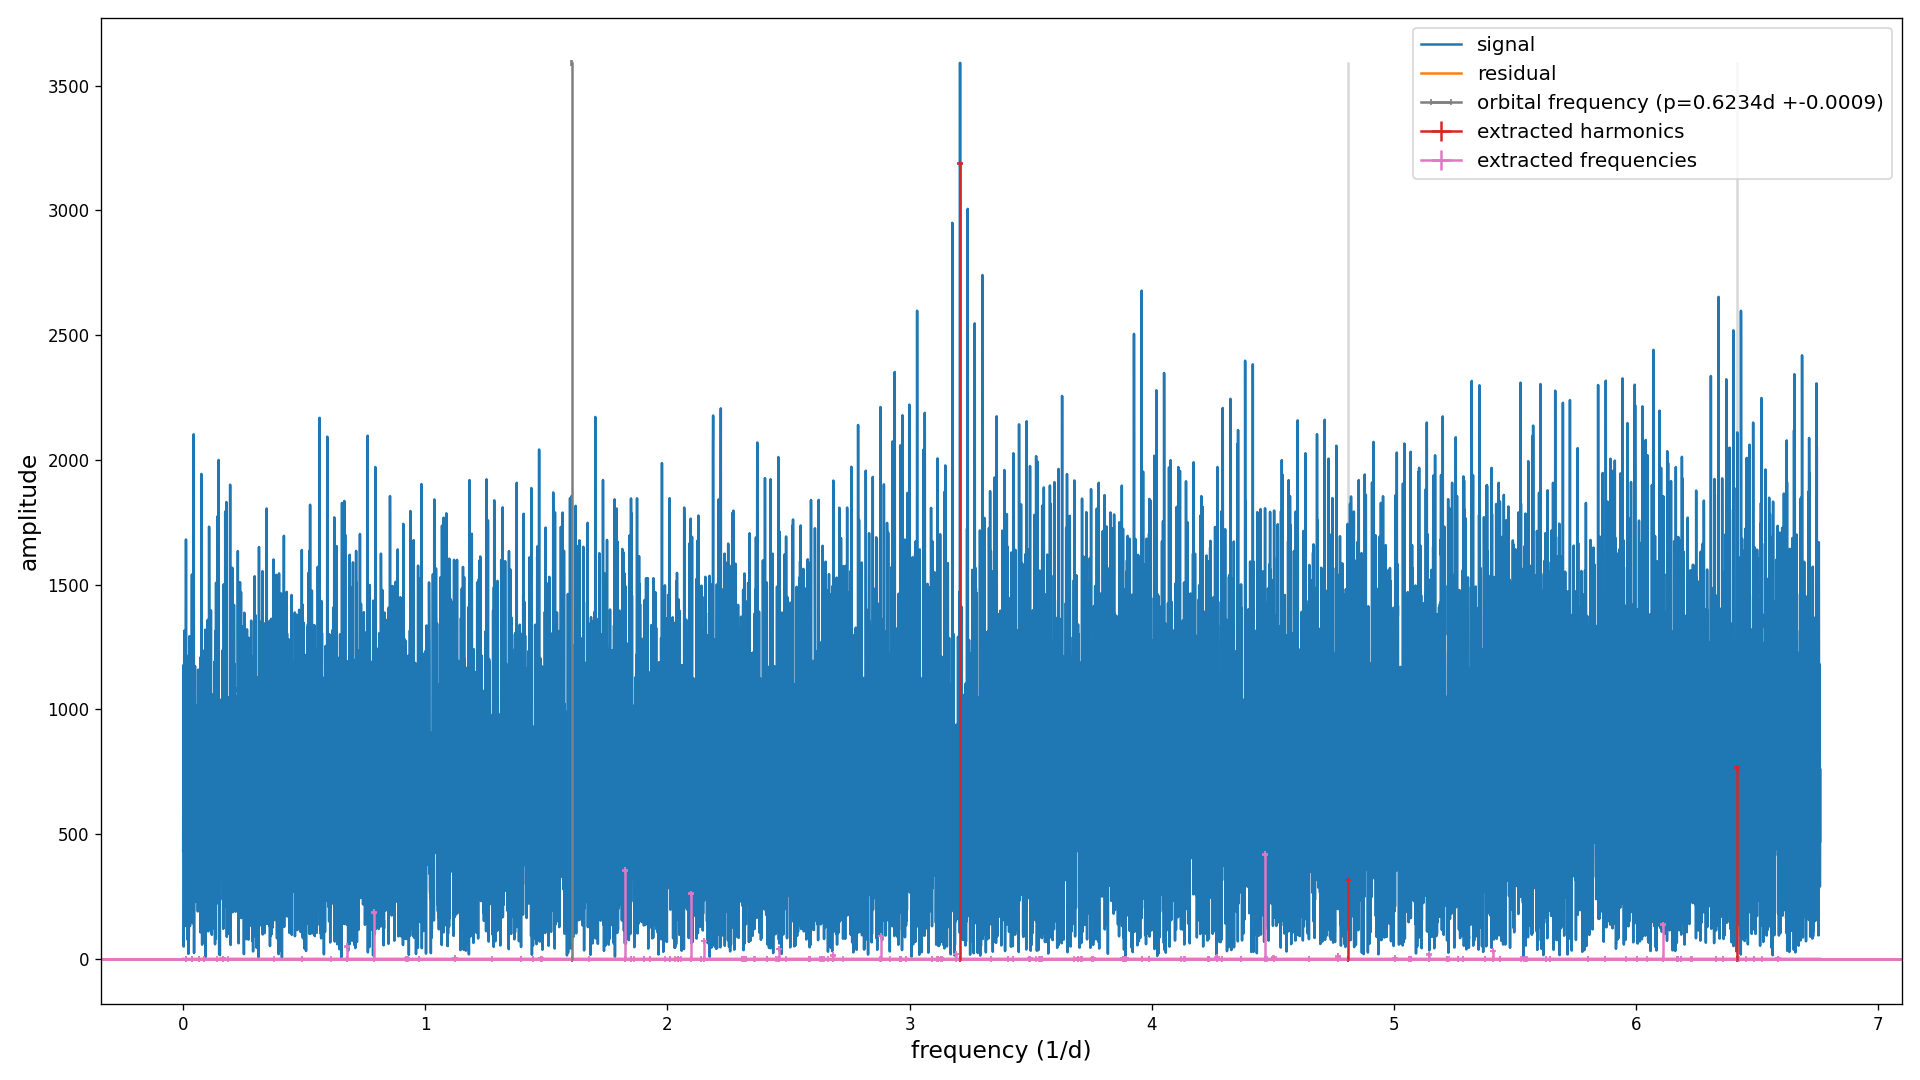 signal
residual
orbital frequency (p=0.6234d +-0.0009)
extracted harmonics
extracted frequencies
amplitude
3500
3000
2500
2000
1500
1000
500
0
0 1 2 3 4 5 6 7
frequency (1/d)